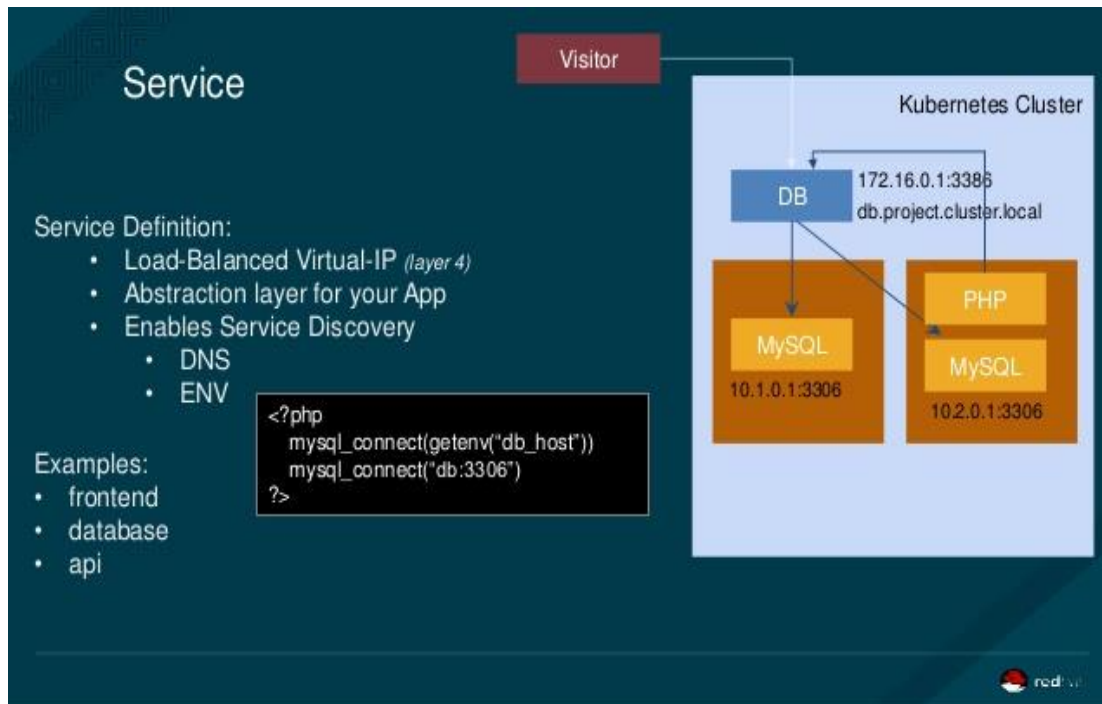 Service
Service Definition:
• Load-Balanced Virtual-IP (layer 4)
• Abstraction layer for your App
• Enables Service Discovery
• DNS
• ENV
<?php
mysql_connect(getenv("db_host"))
mysql_connect("db:3306")
?>
Examples:
• frontend
• database
• api
Visitor
Kubernetes Cluster
DB
172.16.0.1:3386
db.project.cluster.local
MySQL
10.1.0.1:3306
PHP
MySQL
10.2.0.1:3306